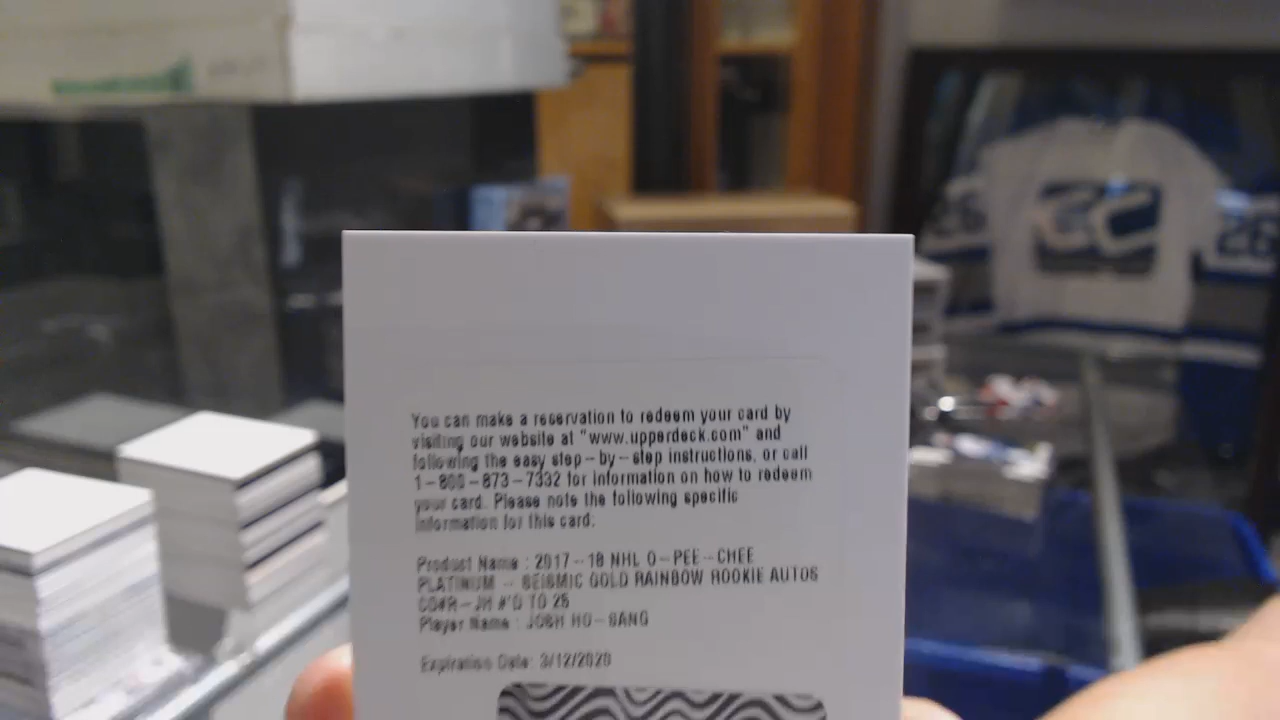 You can make a reservation to redeem your card by
visiting our website at "www.upperdeck.com" and
following the easy step-by-step instructions, or call
1-800-873-7332 for information on how to redeem
your card. Please note the following specific
information for this card:
Product Name : 2017-18 NHL O-PEE-CHEE
PLATINUM - SEISMIC GOLD RAINBOW ROOKIE AUTOS
#'D TO 25
Player Name : JOSH HO-SANG
Expiration Date: 3/12/2020